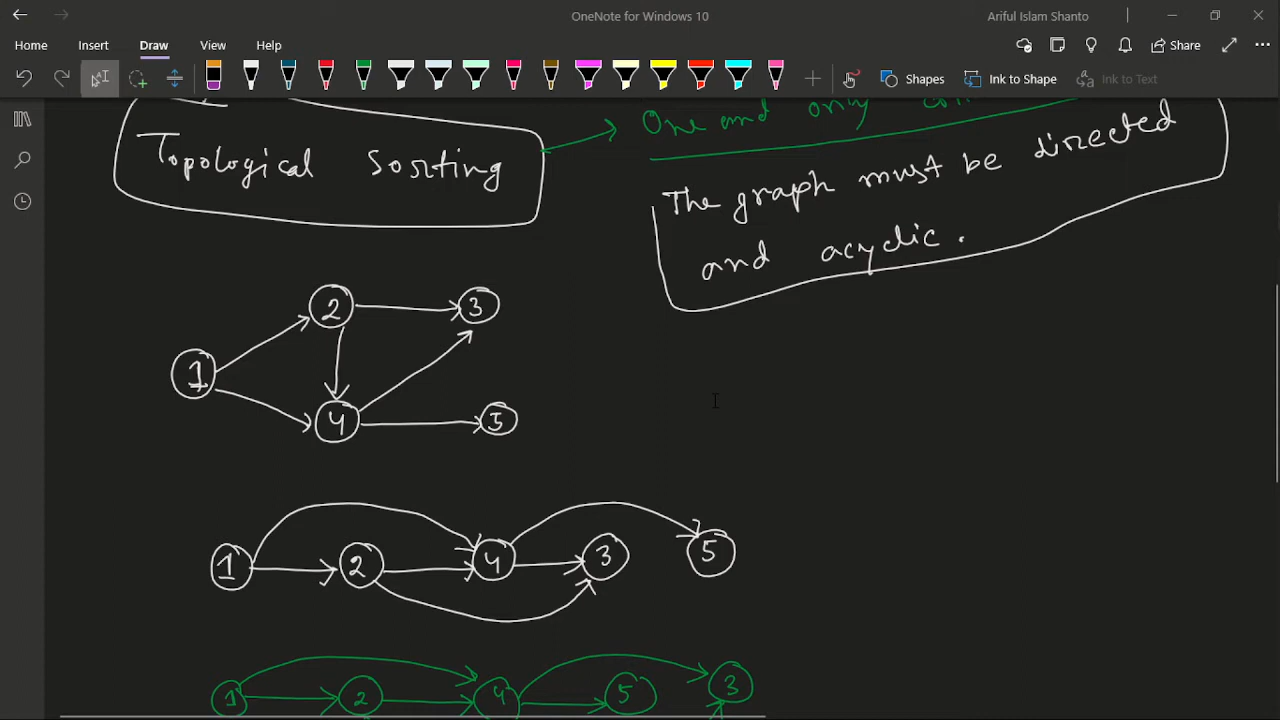 OneNote for Windows 10
Ariful Islam Shanto
Home Insert Draw View Help
Share
Shapes
Ink to Shape
Ink to Text
One and only
Topological Sorting
The graph must be directed
and acyclic.
2 3
1
4 5
1 2 4 3 5
1 2 4 5 3